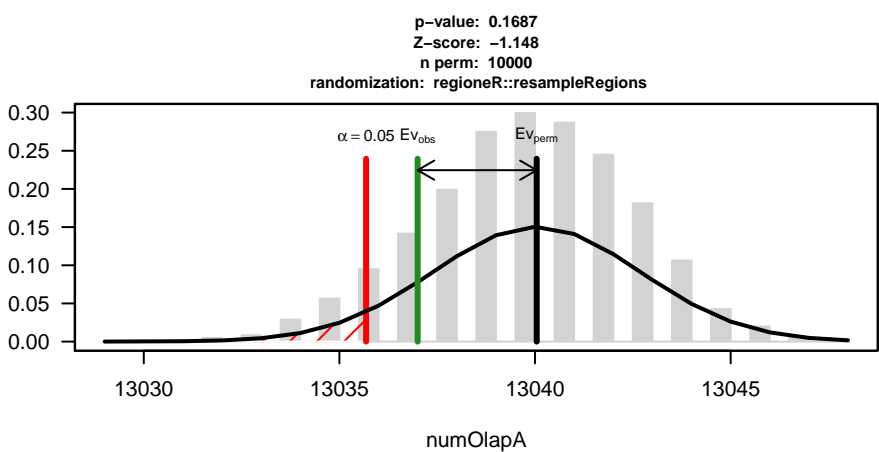 p−value: 0.1687
Z−score: −1.148
n perm: 10000
randomization: regioneR::resampleRegions
0.30
0.25
0.20
0.15
0.10
0.05
0.00
α = 0.05 Evobs Evperm
13030 13035 13040 13045
numOlapA